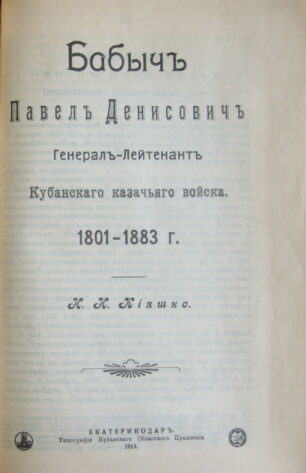 Бабычъ
Павелъ Денисовичъ
Генералъ-Лейтенантъ
Кубанскаго казачьяго войска.
1801-1883 г.
И. И. Кіяшко.
ЕКАТЕРИНОДАРЪ.
Типографія Кубанскаго Областного Правленія
1914.